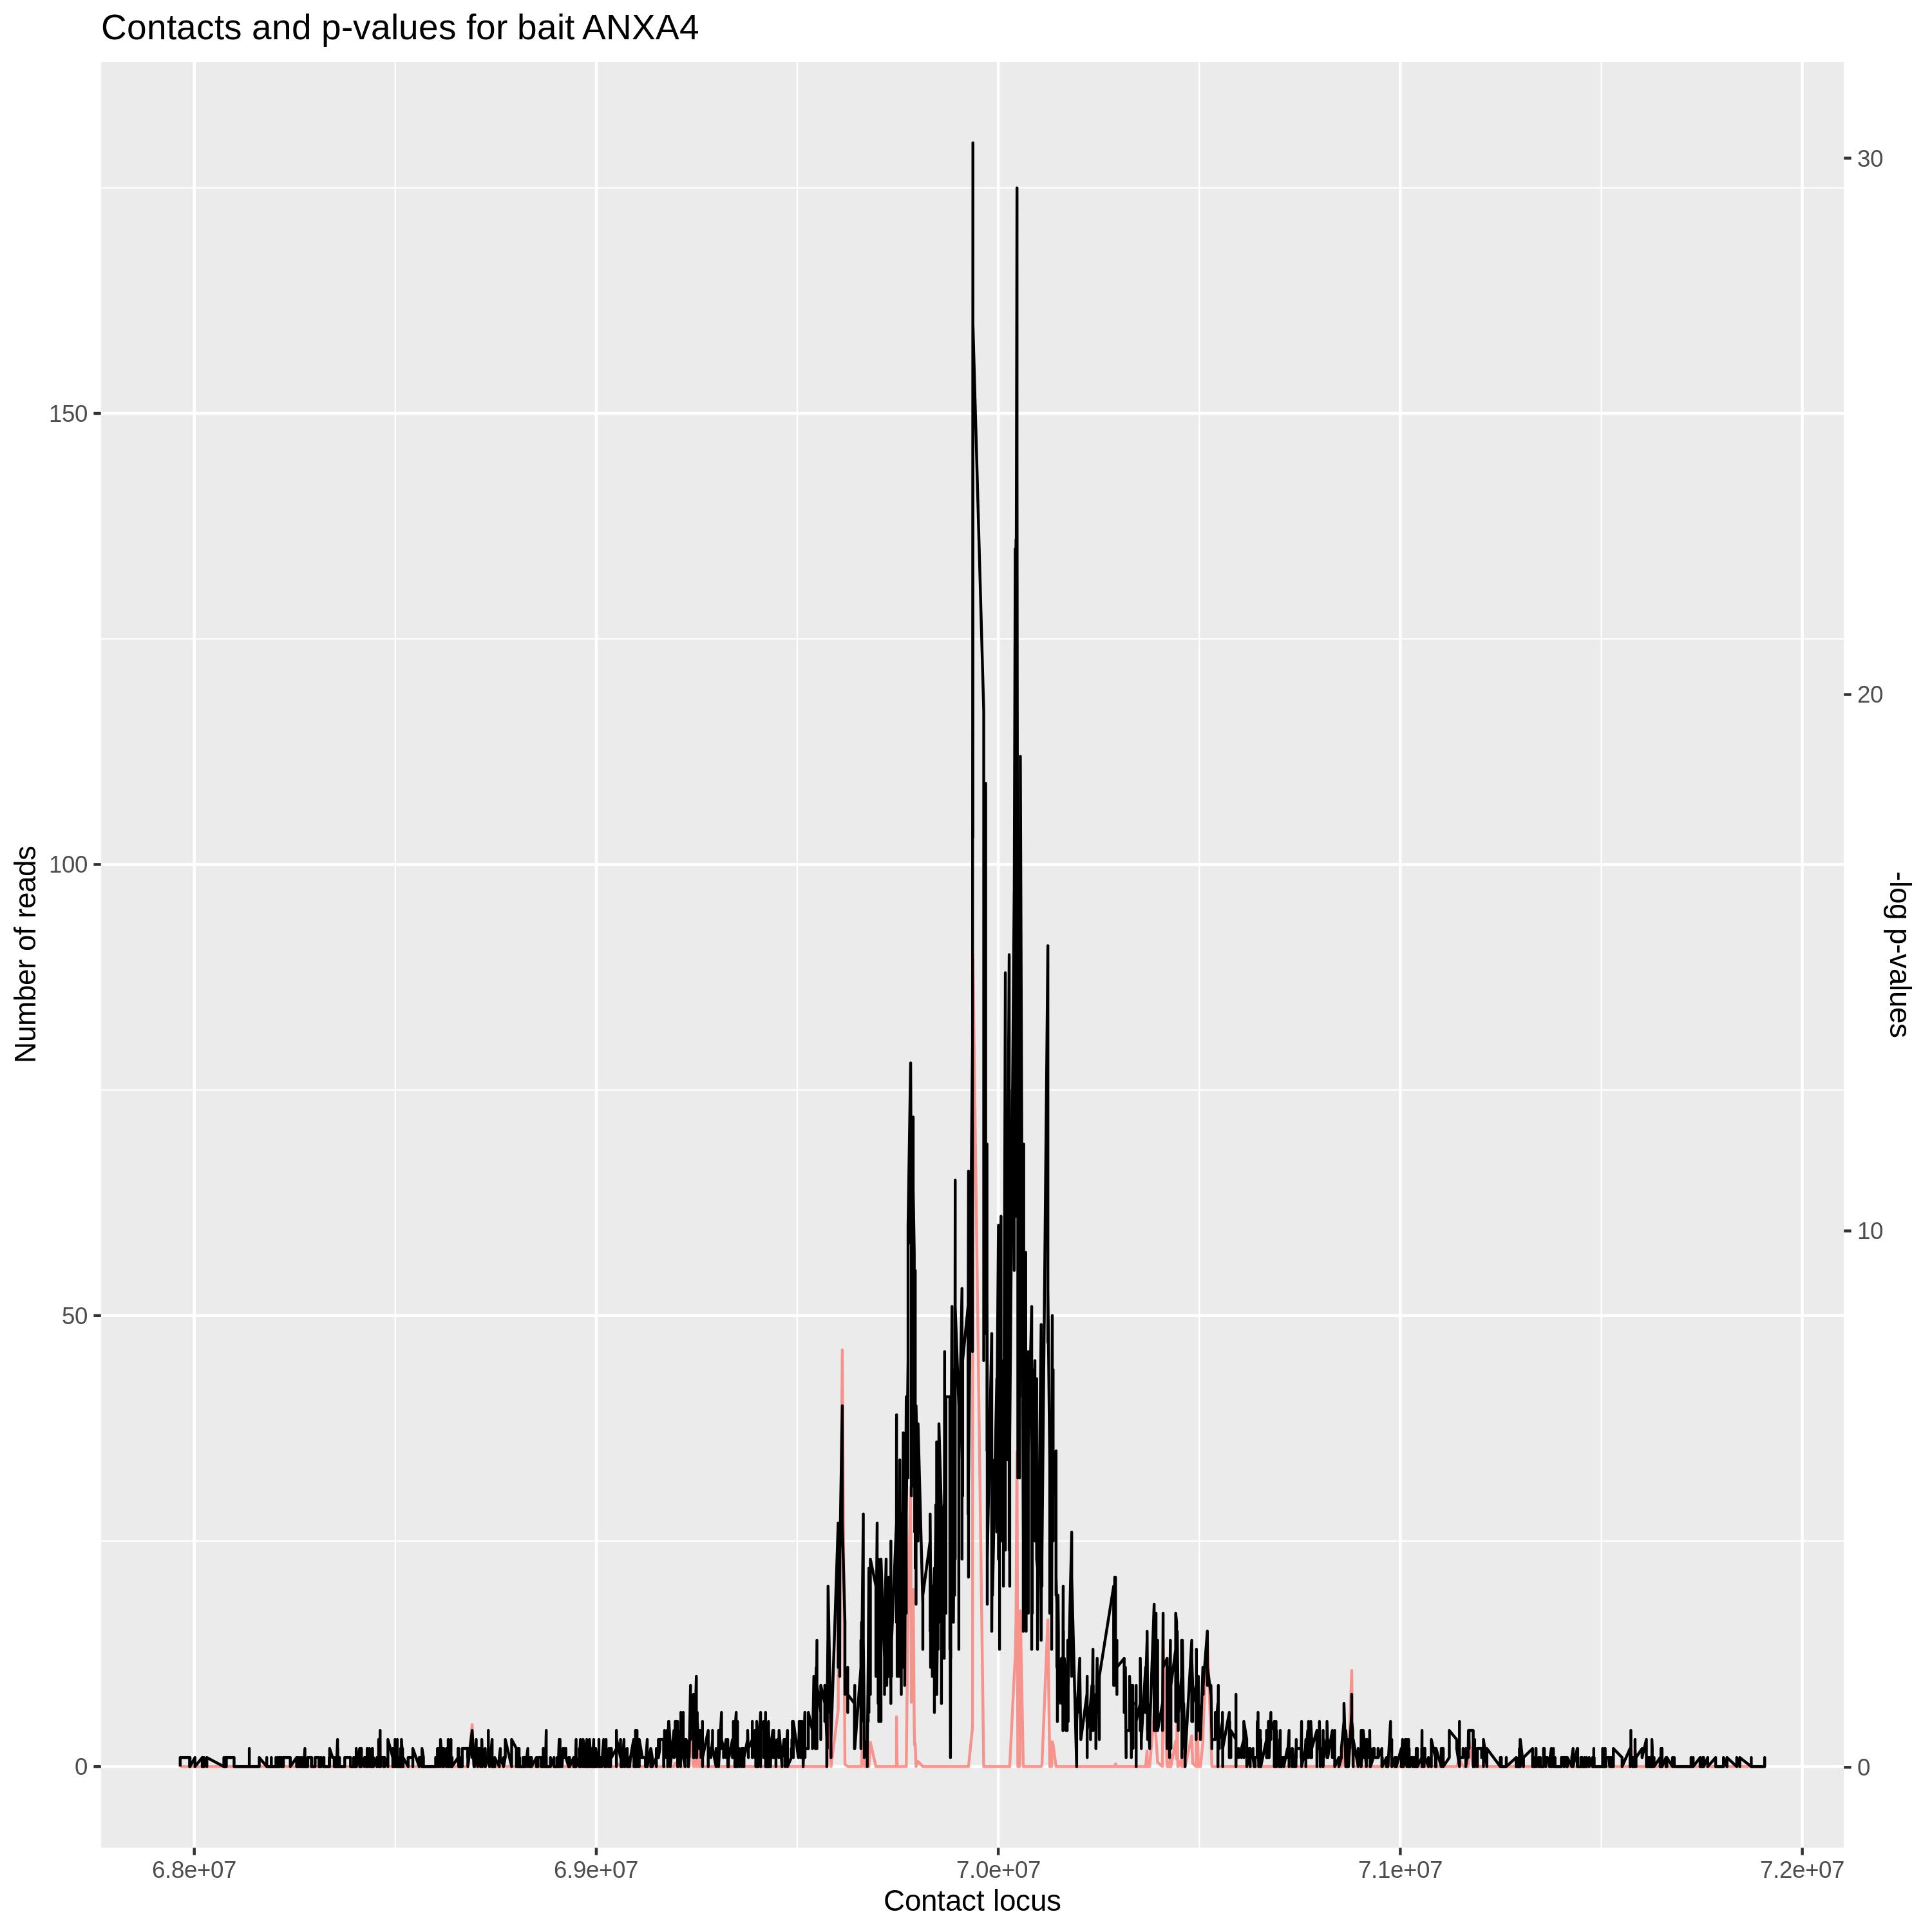 Contacts and p-values for bait ANXA4
30
150
20
100
Number of reads
-log p-values
10
50
0
0
6.8e+07
6.9e+07
7.0e+07
7.1e+07
7.2e+07
Contact locus